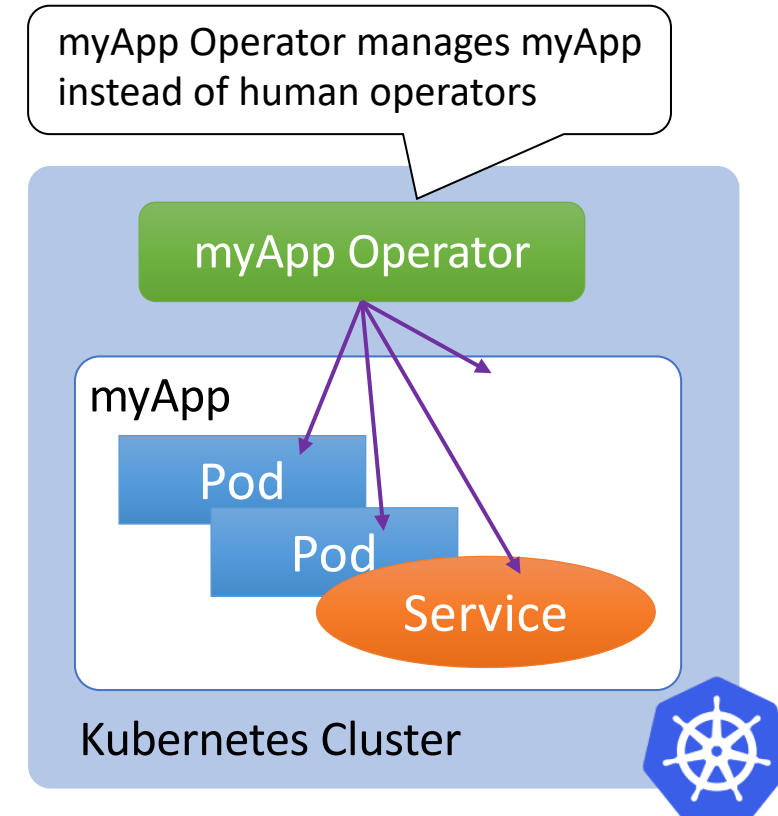 myApp Operator manages myApp
instead of human operators
myApp Operator
myApp
Pod
Pod
Service
Kubernetes Cluster